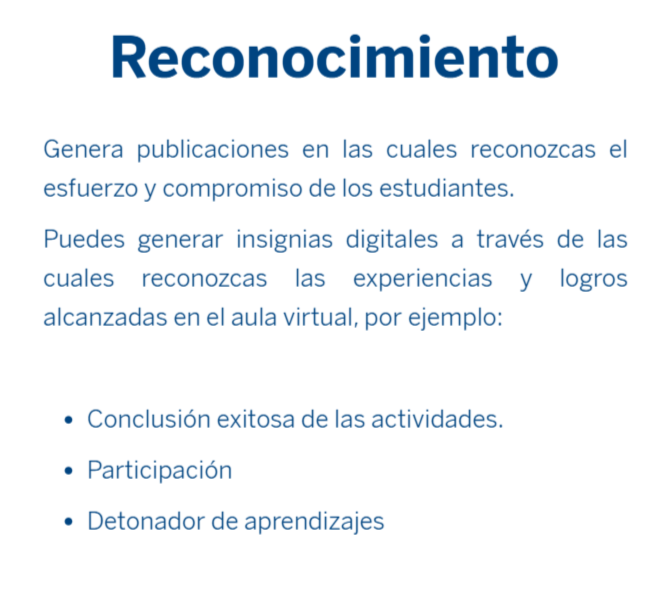 Reconocimiento
Genera publicaciones en las cuales reconozcas el
esfuerzo y compromiso de los estudiantes.
Puedes generar insignias digitales a través de las
cuales reconozcas las experiencias y logros
alcanzadas en el aula virtual, por ejemplo:
• Conclusión exitosa de las actividades.
• Participación
• Detonador de aprendizajes